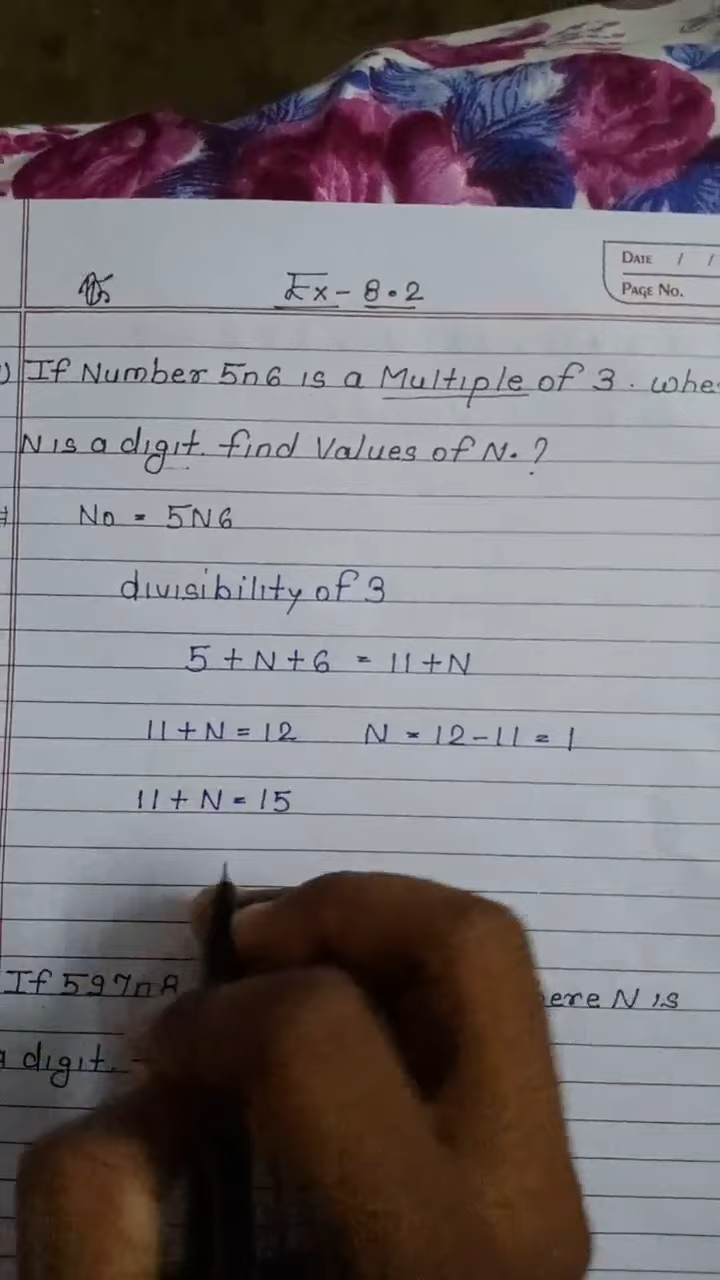 DATE / /
PAGE No.
Ex-8.2
) If Number 5n6 is a Multiple of 3. whe
N is a digit. find Values of N.?
No = 5N6
divisibility of 3
5 + N + 6 = 11 + N
11 + N = 12 N = 12 - 11 = 1
11 + N = 15
If 597n8 ere N is
digit.